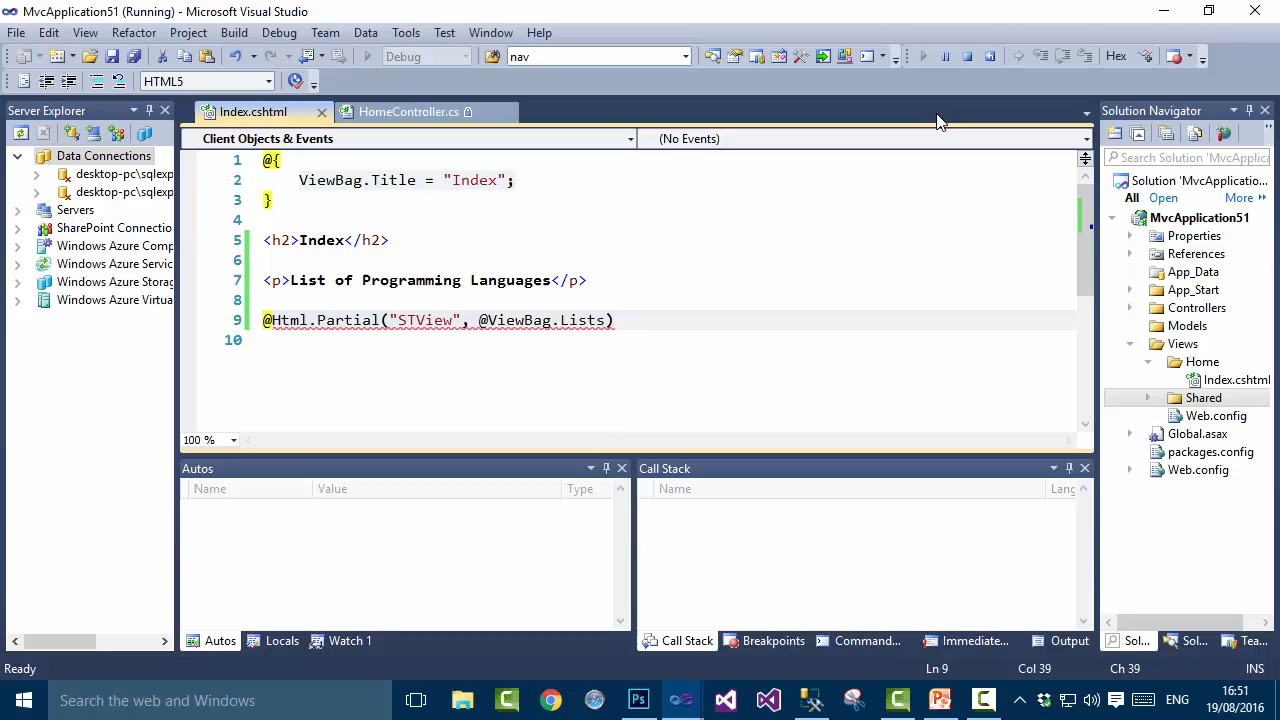 MvcApplication51 (Running) - Microsoft Visual Studio
File Edit View Refactor Project Build Debug Team Data Tools Test Window Help
Debug nav Hex
HTML5
Server Explorer
Data Connections
desktop-pc\sqlexp
desktop-pc\sqlexp
Servers
SharePoint Connectio
Windows Azure Comp
Windows Azure Servic
Windows Azure Storag
Windows Azure Virtua
Index.cshtml HomeController.cs
Client Objects & Events (No Events)
1 @{
2 ViewBag.Title = "Index";
3 }
4
5 <h2>Index</h2>
6
7 <p>List of Programming Languages</p>
8
9 @Html.Partial("STView", @ViewBag.Lists)
10
100 %
Autos
Name Value Type
Autos Locals Watch 1
Call Stack
Name Lang
Call Stack Breakpoints Command... Immediate... Output
Solution Navigator
Search Solution 'MvcApplica
Solution 'MvcApplicatio...
All Open More
MvcApplication51
Properties
References
App_Data
App_Start
Controllers
Models
Views
Home
Index.cshtml
Shared
Web.config
Global.asax
packages.config
Web.config
Sol... Sol... Tea...
Ready Ln 9 Col 39 Ch 39 INS
Search the web and Windows
ENG
16:51
19/08/2016